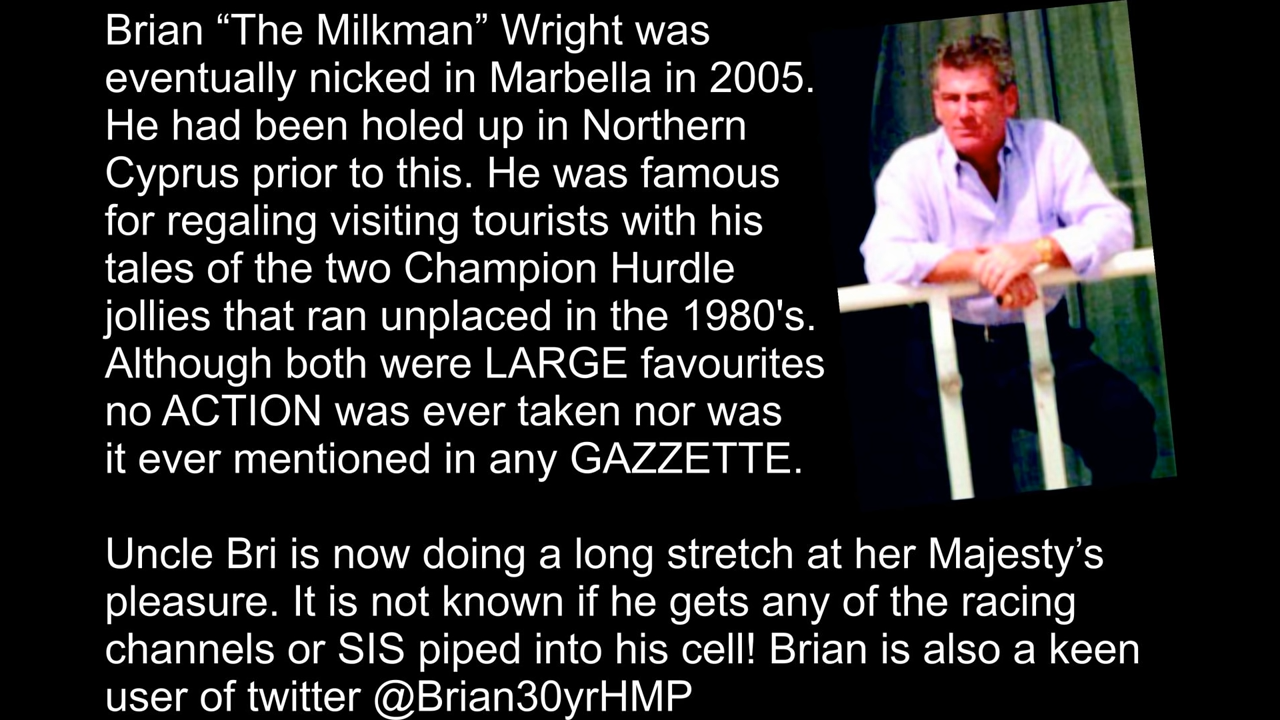 Brian “The Milkman” Wright was
eventually nicked in Marbella in 2005.
He had been holed up in Northern
Cyprus prior to this. He was famous
for regaling visiting tourists with his
tales of the two Champion Hurdle
jollies that ran unplaced in the 1980's.
Although both were LARGE favourites
no ACTION was ever taken nor was
it ever mentioned in any GAZZETTE.
Uncle Bri is now doing a long stretch at her Majesty’s
pleasure. It is not known if he gets any of the racing
channels or SIS piped into his cell! Brian is also a keen
user of twitter @Brian30yrHMP